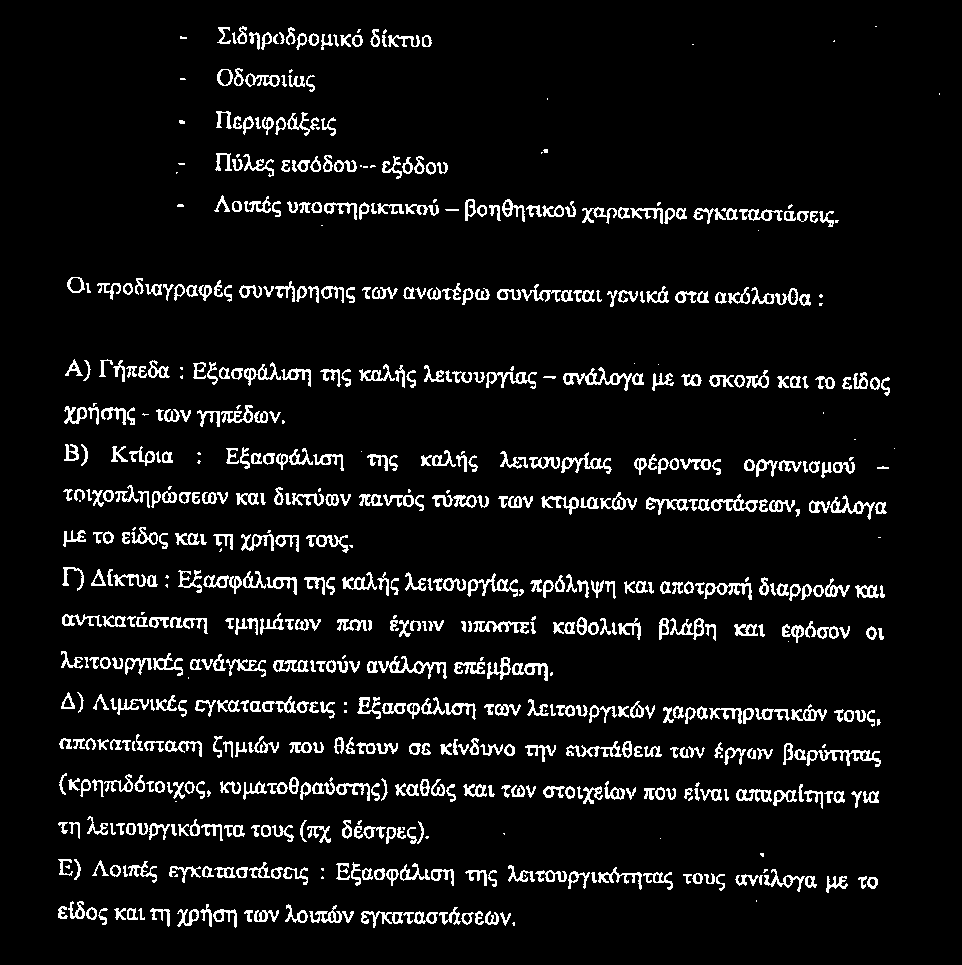 - Σιδηροδρομικό δίκτυο
- Οδοποιίας
- Περιφράξεις
- Πύλες εισόδου – εξόδου
- Λοιπές υποστηρικτικού – βοηθητικού χαρακτήρα εγκαταστάσεις.
Οι προδιαγραφές συντήρησης των ανωτέρω συνίσταται γενικά στα ακόλουθα :
Α) Γήπεδα : Εξασφάλιση της καλής λειτουργίας – ανάλογα με το σκοπό και το είδος
χρήσης - των γηπέδων.
Β) Κτίρια : Εξασφάλιση της καλής λειτουργίας φέροντος οργανισμού –
τοιχοπληρώσεων και δικτύων παντός τύπου των κτιριακών εγκαταστάσεων, ανάλογα
με το είδος και τη χρήση τους.
Γ) Δίκτυα : Εξασφάλιση της καλής λειτουργίας, πρόληψη και αποτροπή διαρροών και
αντικατάσταση τμημάτων που έχουν υποστεί καθολική βλάβη και εφόσον οι
λειτουργικές ανάγκες απαιτούν ανάλογη επέμβαση.
Δ) Λιμενικές εγκαταστάσεις : Εξασφάλιση των λειτουργικών χαρακτηριστικών τους,
αποκατάσταση ζημιών που θέτουν σε κίνδυνο την ευστάθεια των έργων βαρύτητας
(κρηπιδότοιχος, κυματοθραύστης) καθώς και των στοιχείων που είναι απαραίτητα για
τη λειτουργικότητα τους (πχ δέστρες).
Ε) Λοιπές εγκαταστάσεις : Εξασφάλιση της λειτουργικότητας τους ανάλογα με το
είδος και τη χρήση των λοιπών εγκαταστάσεων.